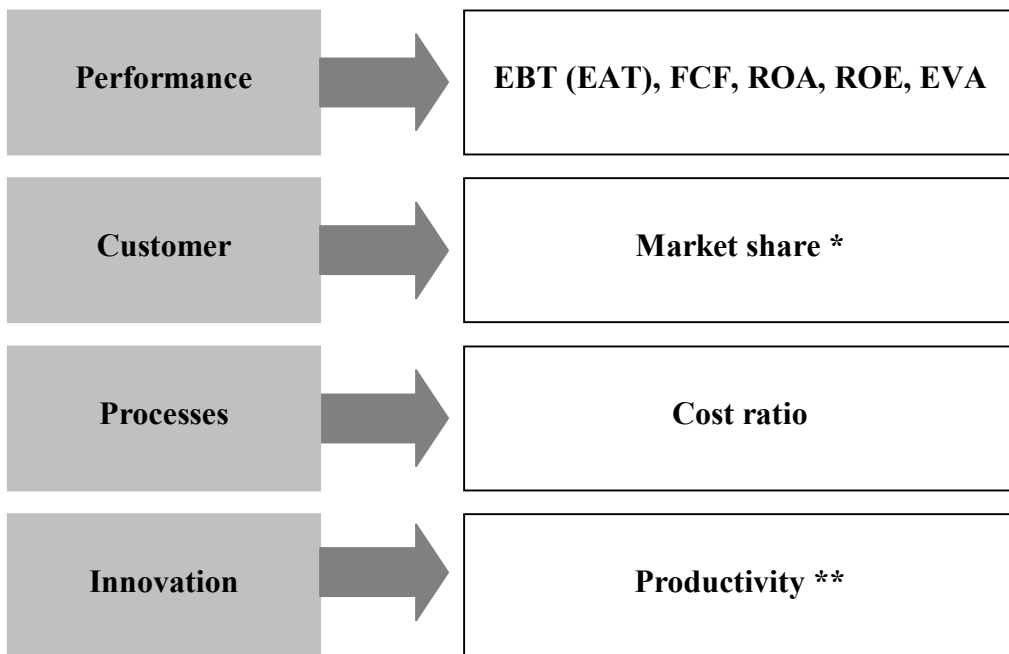 Performance
EBT (EAT), FCF, ROA, ROE, EVA
Customer
Market share *
Processes
Cost ratio
Innovation
Productivity **